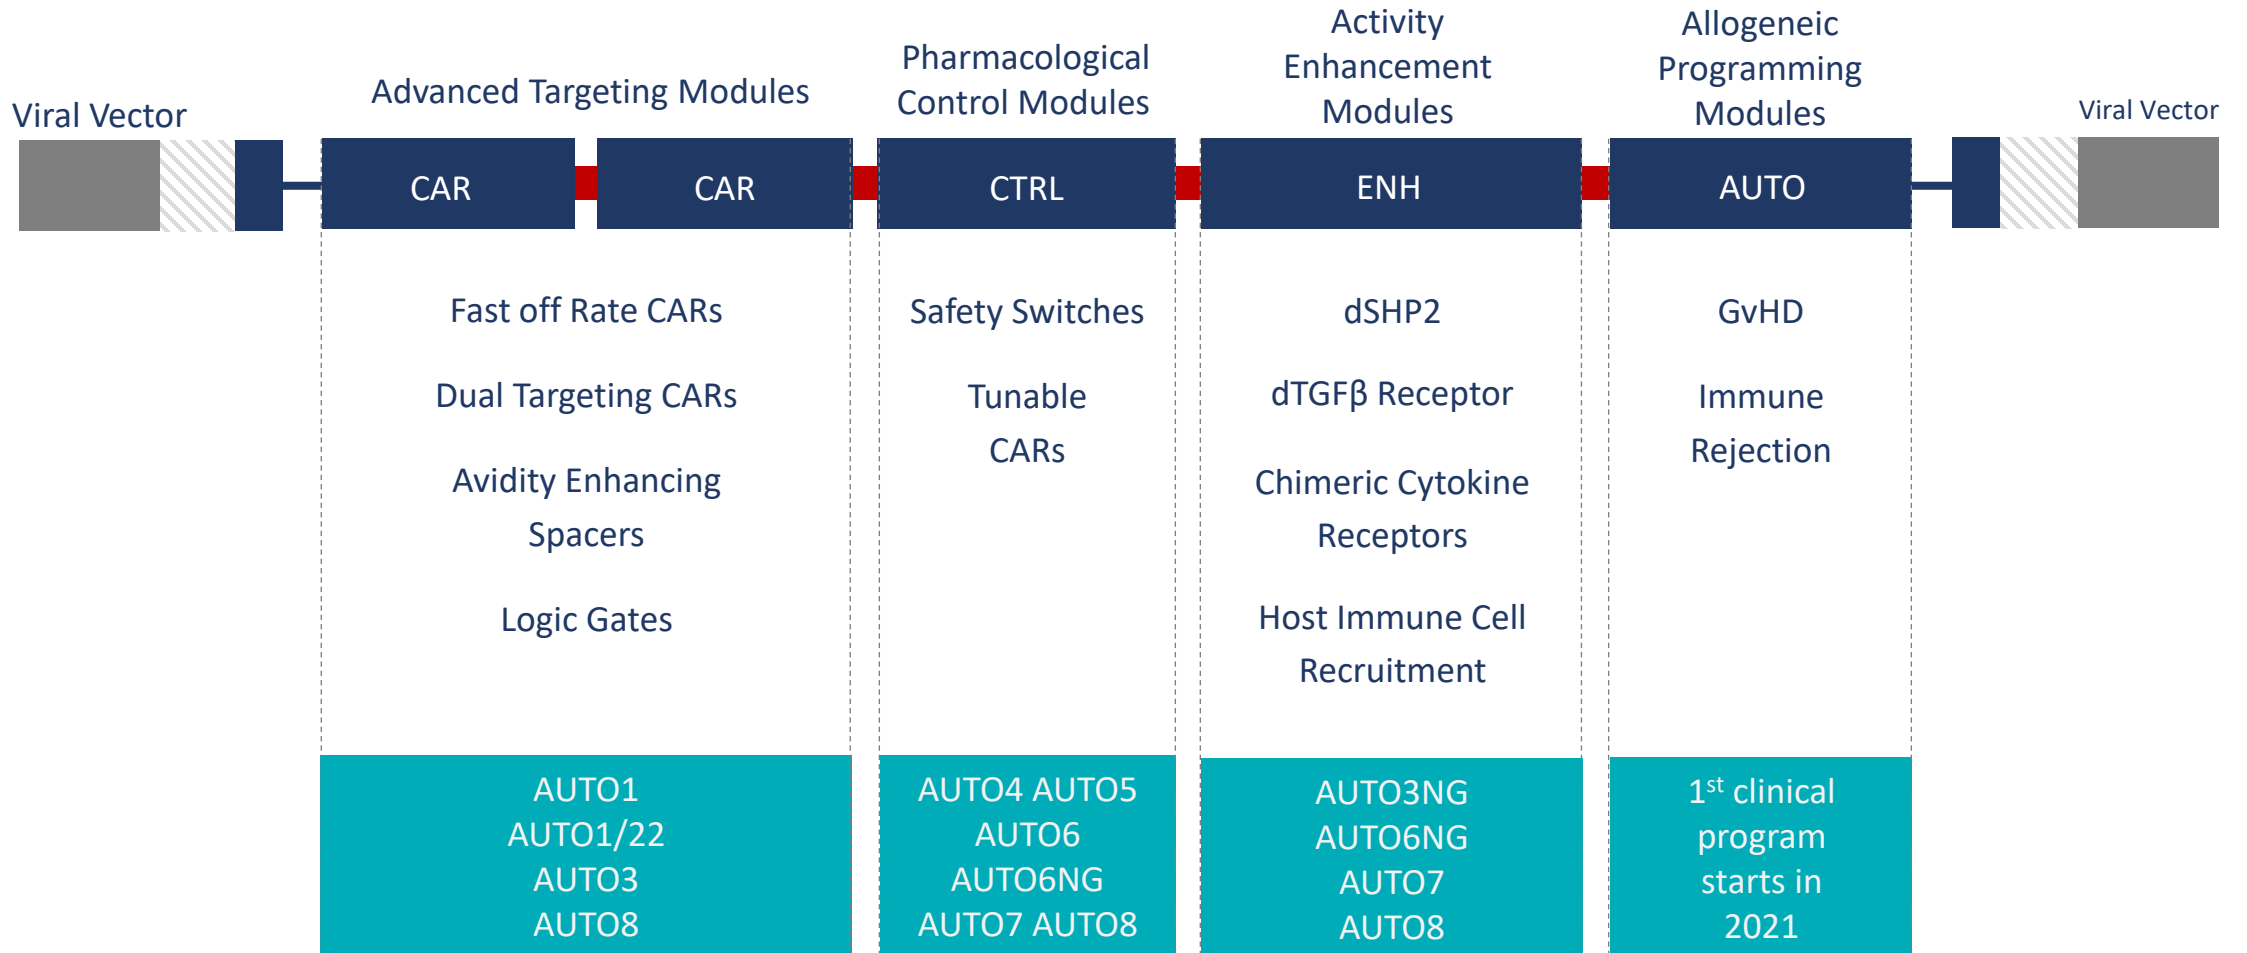 Viral Vector
Advanced Targeting Modules
Pharmacological
Control Modules
Activity
Enhancement
Modules
Allogeneic
Programming
Modules
Viral Vector
CAR
CAR
CTRL
ENH
AUTO
Fast off Rate CARs
Dual Targeting CARs
Avidity Enhancing
Spacers
Logic Gates
Safety Switches
Tunable
CARs
dSHP2
dTGFβ Receptor
Chimeric Cytokine
Receptors
Host Immune Cell
Recruitment
GvHD
Immune
Rejection
AUTO1
AUTO1/22
AUTO3
AUTO8
AUTO4 AUTO5
AUTO6
AUTO6NG
AUTO7 AUTO8
AUTO3NG
AUTO6NG
AUTO7
AUTO8
1st clinical
program
starts in
2021